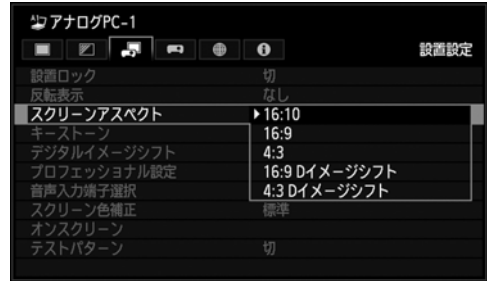 アナログPC-1
設置設定
設置ロック 切
反転表示 なし
スクリーンアスペクト 16:10
キーストーン 16:9
デジタルイメージシフト 4:3
プロフェッショナル設定 16:9 Dイメージシフト
音声入力端子選択 4:3 Dイメージシフト
スクリーン色補正 標準
オンスクリーン
テストパターン 切